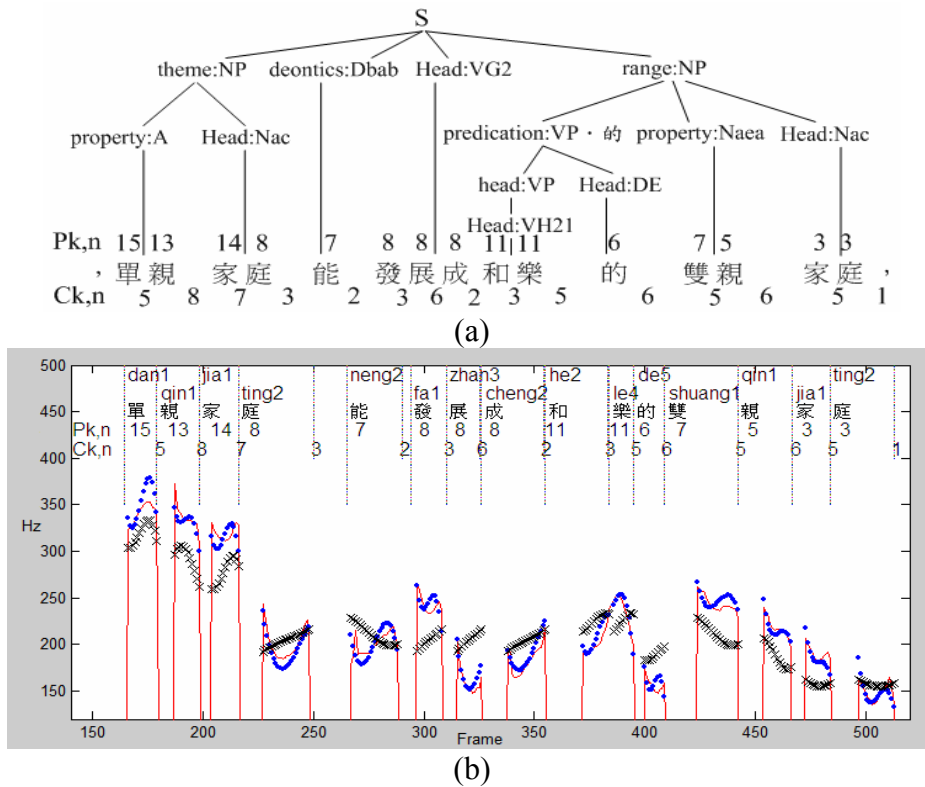 S
theme:NP deontics:Dbab Head:VG2 range:NP
property:A Head:Nac predication:VP·的 property:Naea Head:Nac
head:VP Head:DE
Head:VH21
Pk,n 15 13 14 8 7 8 8 8 11 11 6 7 5 3 3
,單親 家庭 能 發展成 和樂 的 雙親 家庭,
Ck,n 5 8 7 3 2 3 6 2 3 5 6 5 6 5 1
(a)
500
dan1 jia1 neng2 zhan3 he2 de5 qin1 ting2
qin1 ting2 fa1 cheng2 le4 shuang1 jia1
450
單 親 家 庭 能 發 展 成 和 樂 的 雙 親 家 庭
Pk,n 15 13 14 8 7 8 8 8 11 11 6 7 5 3 3
Ck,n 5 8 7 3 2 3 6 2 3 5 6 5 6 5 1
400
350
Hz
300
250
200
150
150 200 250 300 350 400 450 500
Frame
(b)